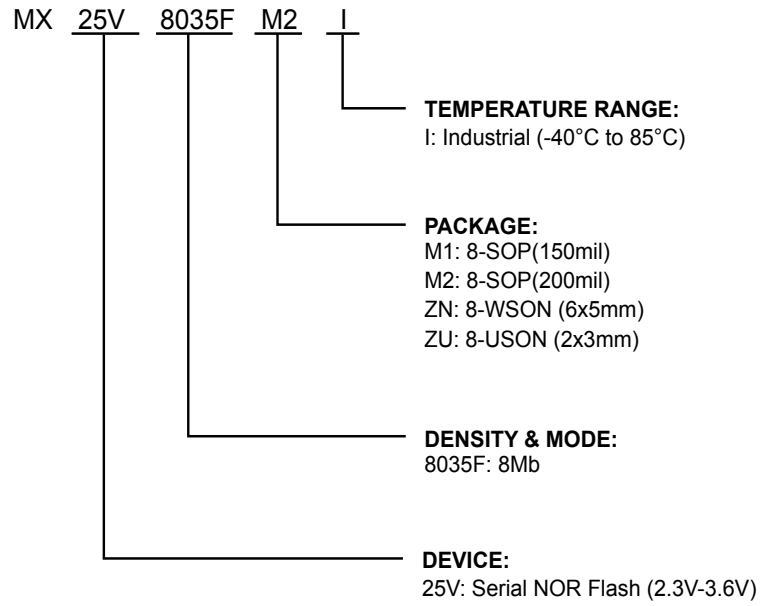 MX 25V 8035F M2 I
TEMPERATURE RANGE:
I: Industrial (-40°C to 85°C)
PACKAGE:
M1: 8-SOP(150mil)
M2: 8-SOP(200mil)
ZN: 8-WSON (6x5mm)
ZU: 8-USON (2x3mm)
DENSITY & MODE:
8035F: 8Mb
DEVICE:
25V: Serial NOR Flash (2.3V-3.6V)